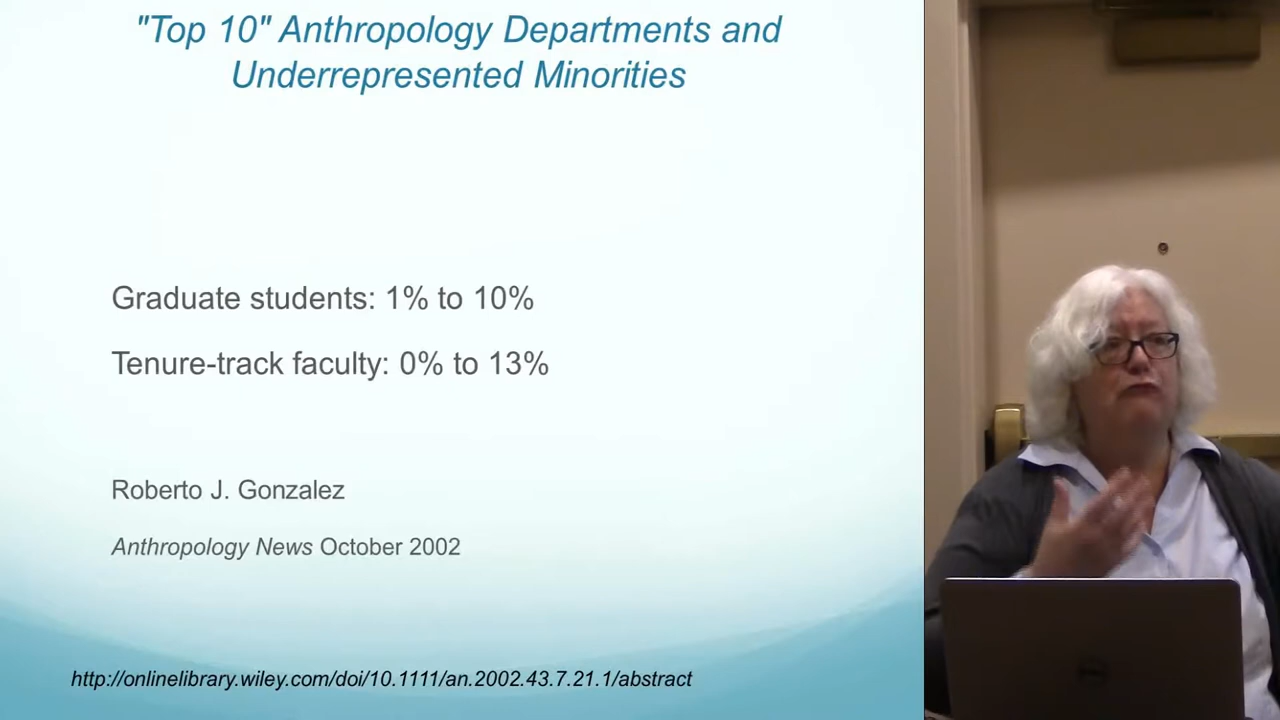 "Top 10" Anthropology Departments and
Underrepresented Minorities
Graduate students: 1% to 10%
Tenure-track faculty: 0% to 13%
Roberto J. Gonzalez
Anthropology News October 2002
http://onlinelibrary.wiley.com/doi/10.1111/an.2002.43.7.21.1/abstract